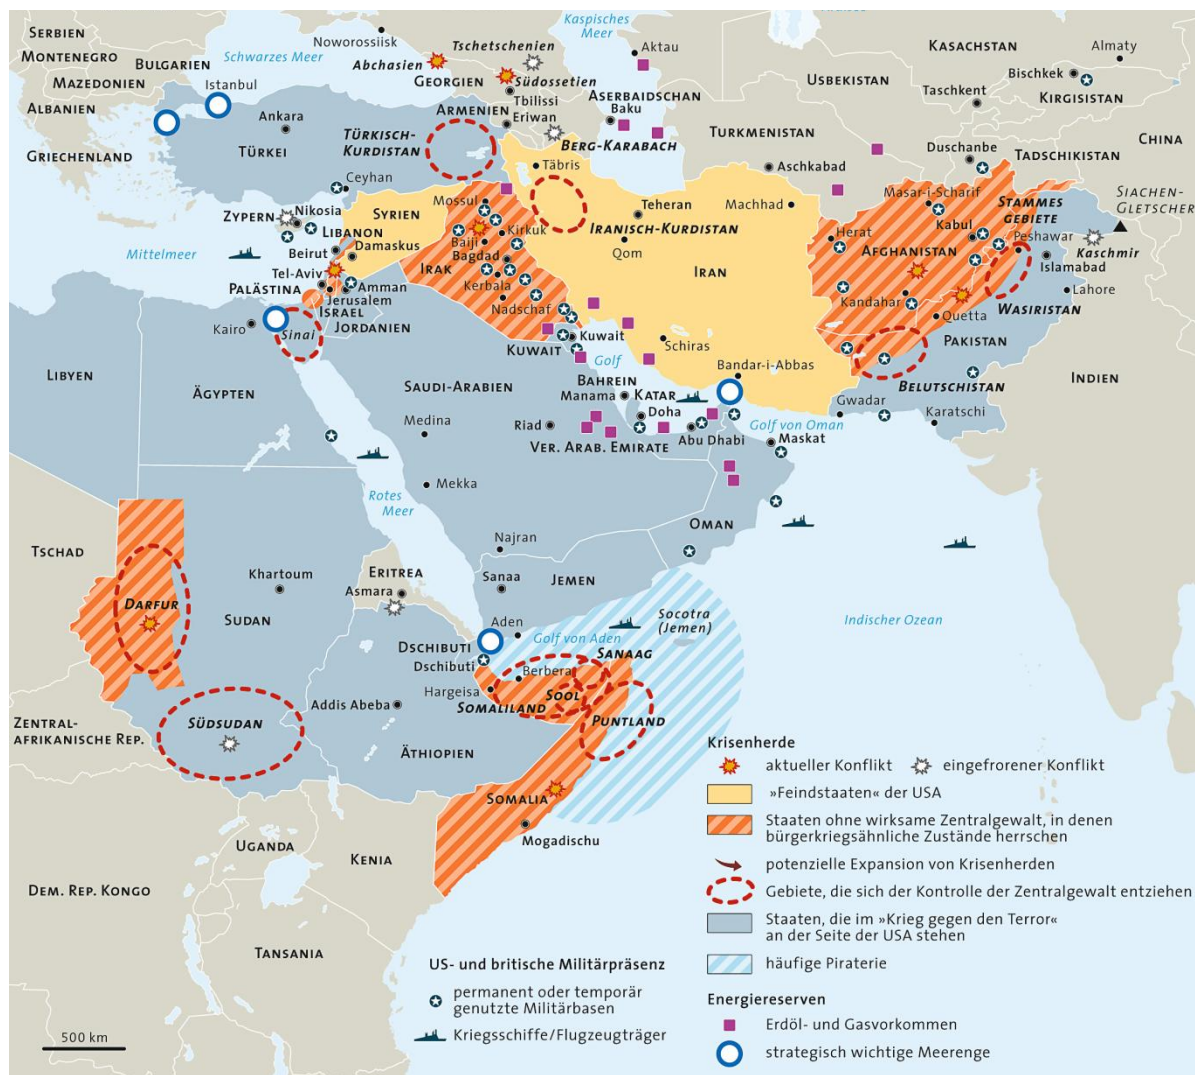 Kaspisches
Meer
SERBIEN
Noworossiisk
Tschetschenien
Aktau
KASACHSTAN
Almaty
MONTENEGRO
BULGARIEN
Schwarzes Meer
Abchasien
Südossetien
USBEKISTAN
Bischkek
MAZEDONIEN
Istanbul
GEORGIEN
ASERBAIDSCHAN
Taschkent
KIRGISISTAN
ALBANIEN
Ankara
Tbilissi
Baku
ARMENIEN
Eriwan
TURKMENISTAN
CHINA
GRIECHENLAND
TÜRKEI
TÜRKISCH-
KURDISTAN
BERG-KARABACH
Duschanbe
TADSCHIKISTAN
Täbris
Aschkabad
Ceyhan
Masar-i-Scharif
STAMMES
GEBIETE
SIACHEN-
GLETSCHER
ZYPERN
Nikosia
SYRIEN
Mossul
Teheran
Machhad
LIBANON
Kirkuk
IRANISCH-KURDISTAN
Herat
Kabul
Peshawar
Kaschmir
Mittelmeer
Beirut
Damaskus
Baiji
Bagdad
Qom
AFGHANISTAN
Islamabad
Tel-Aviv
IRAK
IRAN
PALÄSTINA
Amman
Kerbala
Kandahar
Lahore
Jerusalem
ISRAEL
Nadschaf
WASIRISTAN
Kairo
Sinai
JORDANIEN
Quetta
KUWAIT
Kuwait
Schiras
PAKISTAN
LIBYEN
Golf
Bandar-i-Abbas
INDIEN
ÄGYPTEN
SAUDI-ARABIEN
BAHREIN
BELUTSCHISTAN
Manama
KATAR
Gwadar
Medina
Riad
Doha
Golf von Oman
Karatschi
Abu Dhabi
Maskat
VER. ARAB. EMIRATE
Mekka
Rotes
Meer
OMAN
Najran
TSCHAD
Khartoum
ERITREA
Sanaa
JEMEN
Asmara
DARFUR
SUDAN
Aden
Socotra
(Jemen)
Indischer Ozean
Golf von Aden
DSCHIBUTI
SANAAG
Dschibuti
Berbera
Hargeisa
SOOL
Addis Abeba
SOMALILAND
PUNTLAND
SÜDSUDAN
ZENTRAL-
AFRIKANISCHE REP.
ÄTHIOPIEN
SOMALIA
Mogadischu
UGANDA
KENIA
DEM. REP. KONGO
TANSANIA
500 km
US- und britische Militärpräsenz
permanent oder temporär
genutzte Militärbasen
Kriegsschiffe/Flugzeugträger
Krisenherde
aktueller Konflikt
eingefrorener Konflikt
»Feindstaaten« der USA
Staaten ohne wirksame Zentralgewalt, in denen
bürgerkriegsähnliche Zustände herrschen
potenzielle Expansion von Krisenherden
Gebiete, die sich der Kontrolle der Zentralgewalt entziehen
Staaten, die im »Krieg gegen den Terror«
an der Seite der USA stehen
häufige Piraterie
Energiereserven
Erdöl- und Gasvorkommen
strategisch wichtige Meerenge